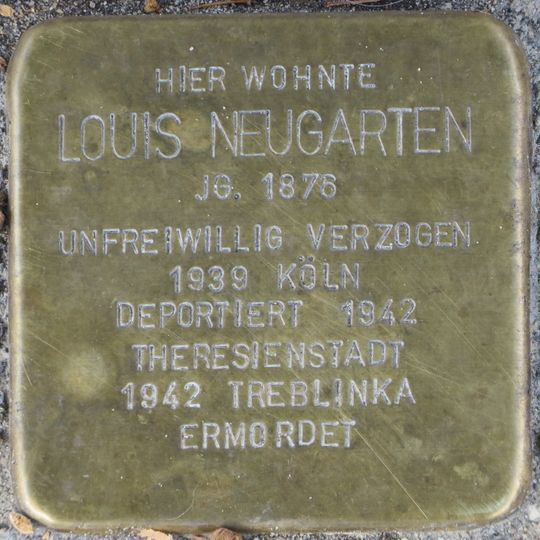 HIER WOHNTE
LOUIS NEUGARTEN
JG. 1876
UNFREIWILLIG VERZOGEN
1939 KÖLN
DEPORTIERT 1942
THERESIENSTADT
1942 TREBLINKA
ERMORDET